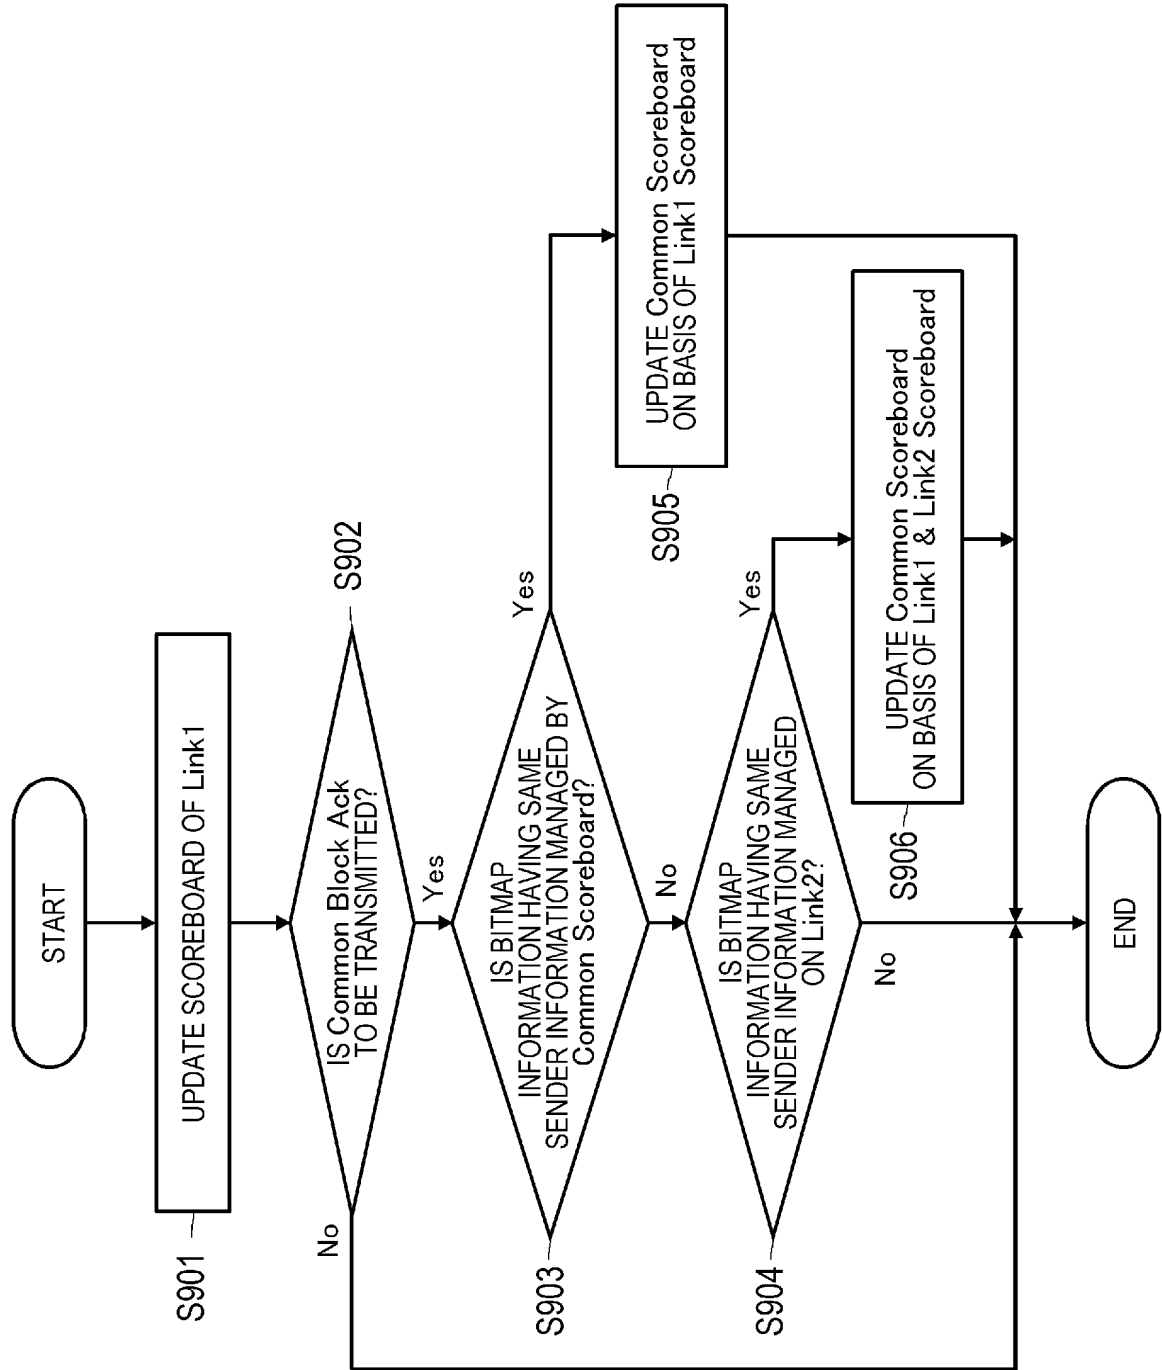 START
S901
UPDATE SCOREBOARD OF Link1
S902
IS Common Block Ack
TO BE TRANSMITTED?
No
Yes
S903
IS BITMAP
INFORMATION HAVING SAME
SENDER INFORMATION MANAGED BY
Common Scoreboard?
Yes
No
S905
UPDATE Common Scoreboard
ON BASIS OF Link1 Scoreboard
S904
IS BITMAP
INFORMATION HAVING SAME
SENDER INFORMATION MANAGED
ON Link2?
Yes
No
S906
UPDATE Common Scoreboard
ON BASIS OF Link1 & Link2 Scoreboard
END